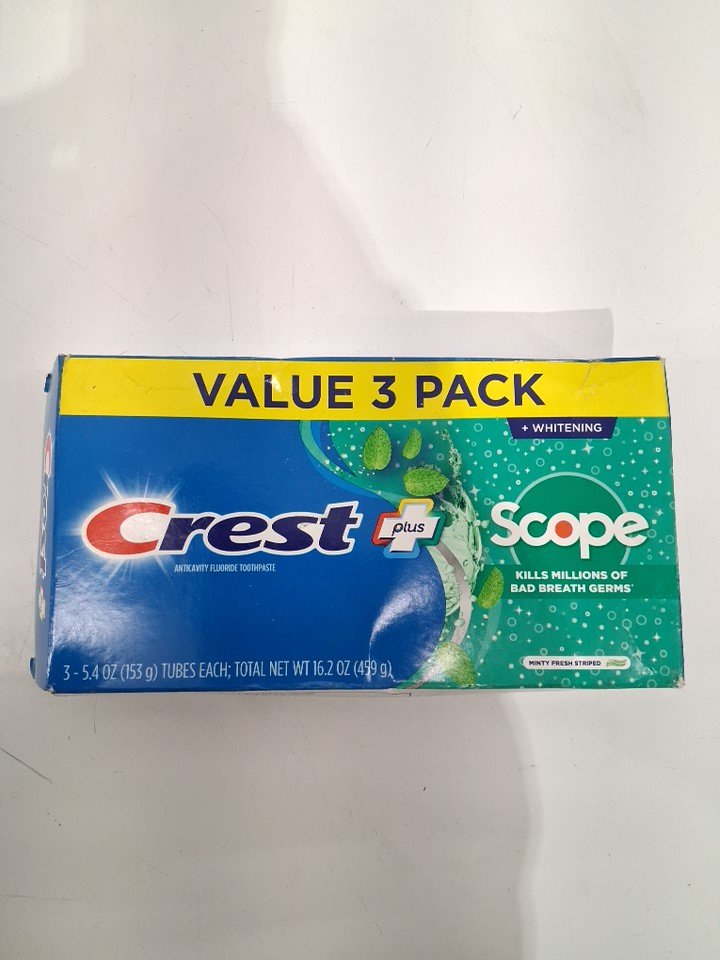 VALUE 3 PACK
+ WHITENING
Crest
plus
Scope
ANTICAVITY FLUORIDE TOOTHPASTE
KILLS MILLIONS OF
BAD BREATH GERMS*
MINTY FRESH STRIPED
3 - 5.4 OZ (153 g) TUBES EACH; TOTAL NET WT 16.2 OZ (459 g)